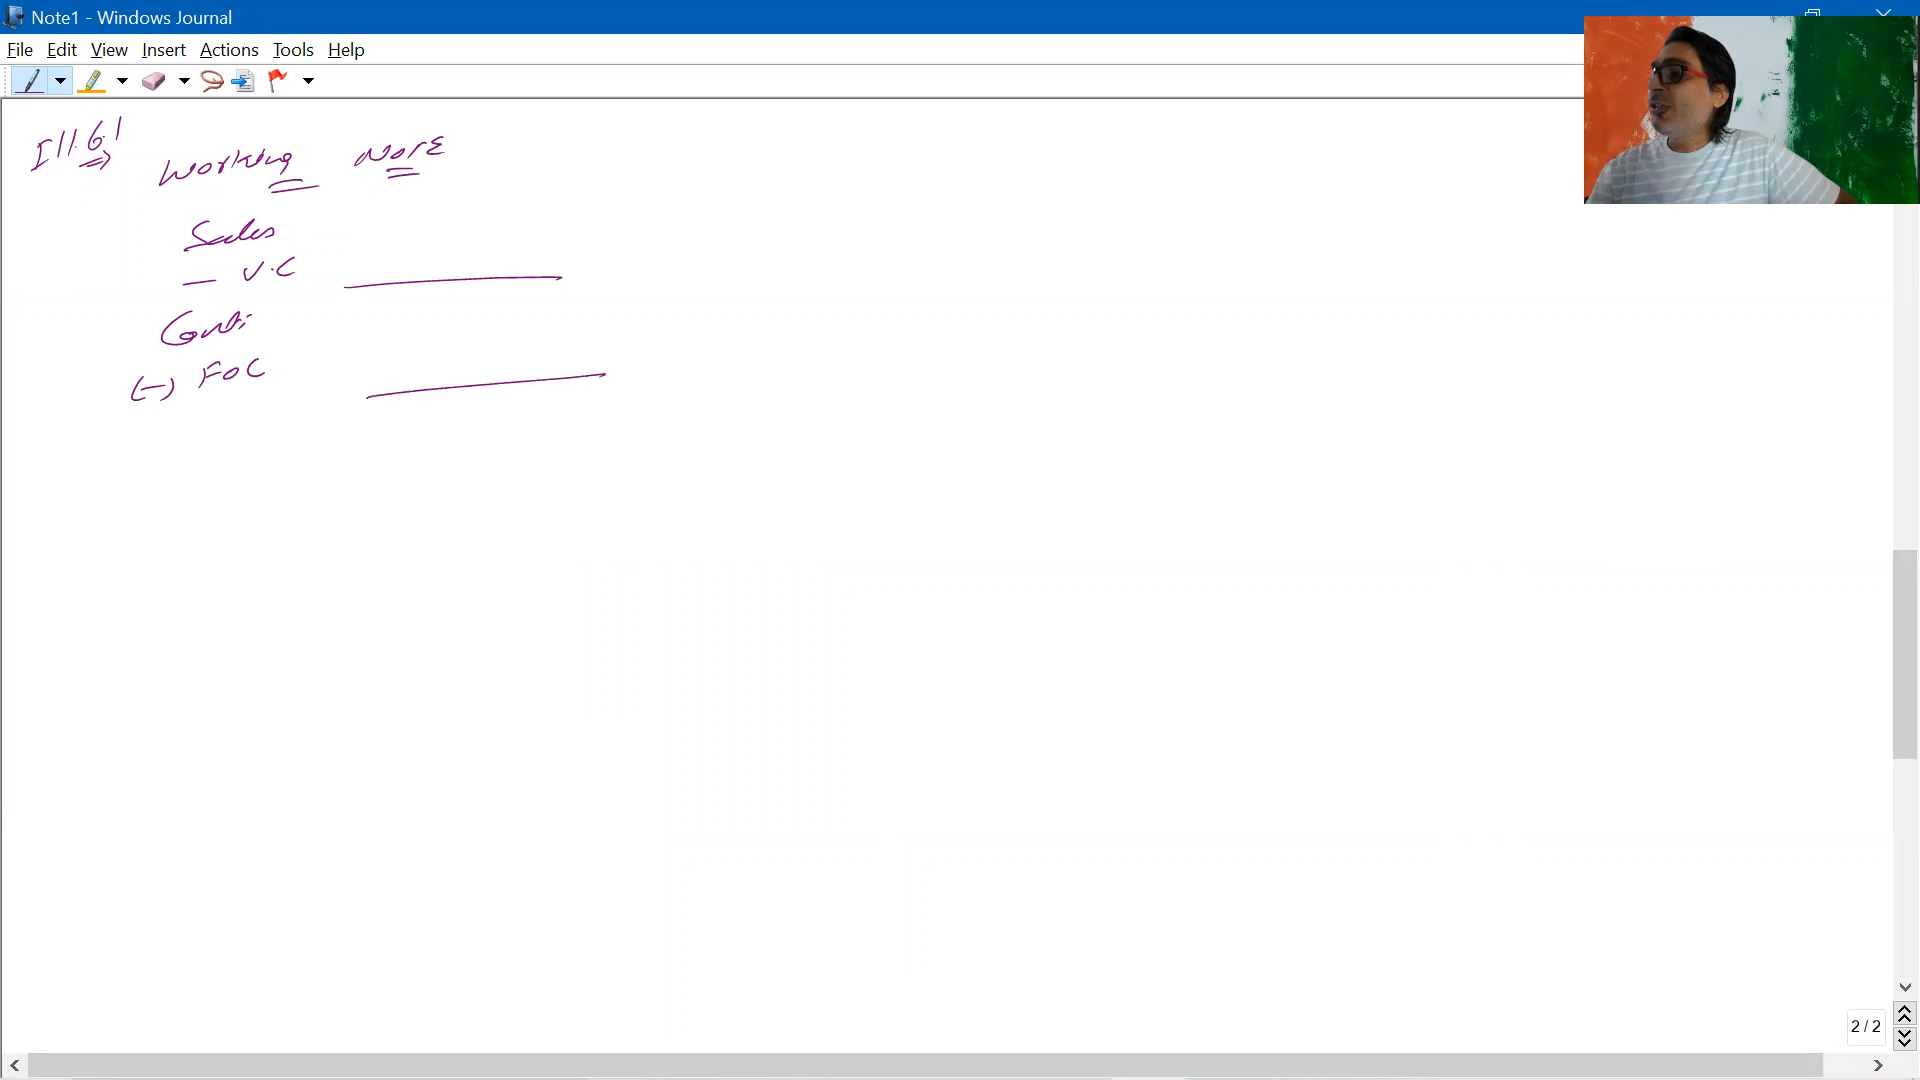 Note1 - Windows Journal
File Edit View Insert Actions Tools Help
Ill.6.1
Working Note
Sales
— V.C
Conti
(-) FOC
2 / 2